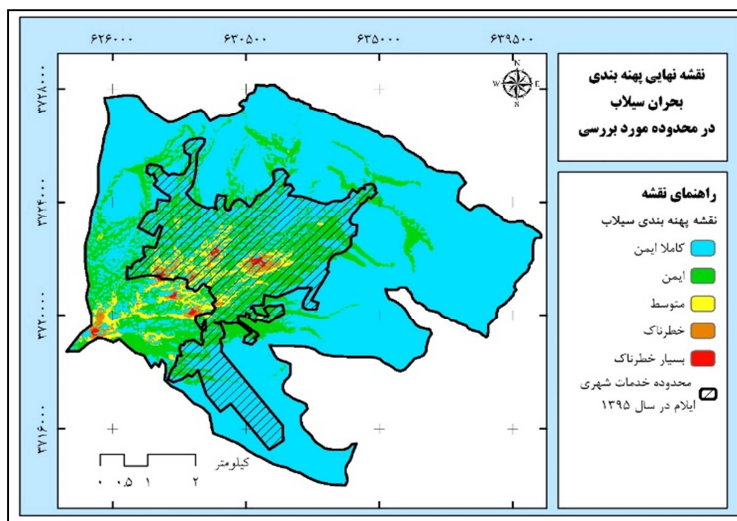 ۶۲۶۰۰۰ ۶۳۰۵۰۰ ۶۳۵۰۰۰ ۶۳۹۵۰۰
۳۷۲۸۰۰۰
۳۷۲۴۰۰۰
۳۷۲۰۰۰۰
۳۷۱۶۰۰۰
N
W E
S
کیلومتر
۰ ۰.۵ ۱ ۲
نقشه نهایی پهنه بندی
بحران سیلاب
در محدوده مورد بررسی
راهنمای نقشه
نقشه پهنه بندی سیلاب
کاملا ایمن
ایمن
متوسط
خطرناک
بسیار خطرناک
محدوده خدمات شهری
ایلام در سال ۱۳۹۵